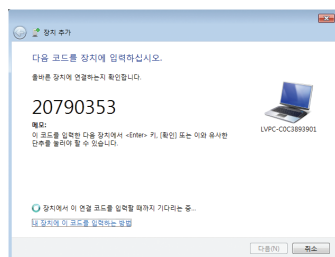 장치 추가
다음 코드를 장치에 입력하십시오.
올바른 장치에 연결하는지 확인합니다.
20790353
메모:
이 코드를 입력한 다음 장치에서 <Enter> 키, [확인] 또는 이와 유사한
단추를 눌러야 할 수 있습니다.
LVPC-C0C3893901
장치에서 이 연결 코드를 입력할 때까지 기다리는 중...
내 장치에 이 코드를 입력하는 방법
다음(N)
취소